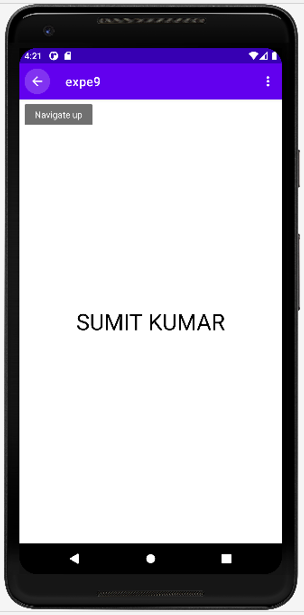 4:21
expe9
Navigate up
SUMIT KUMAR